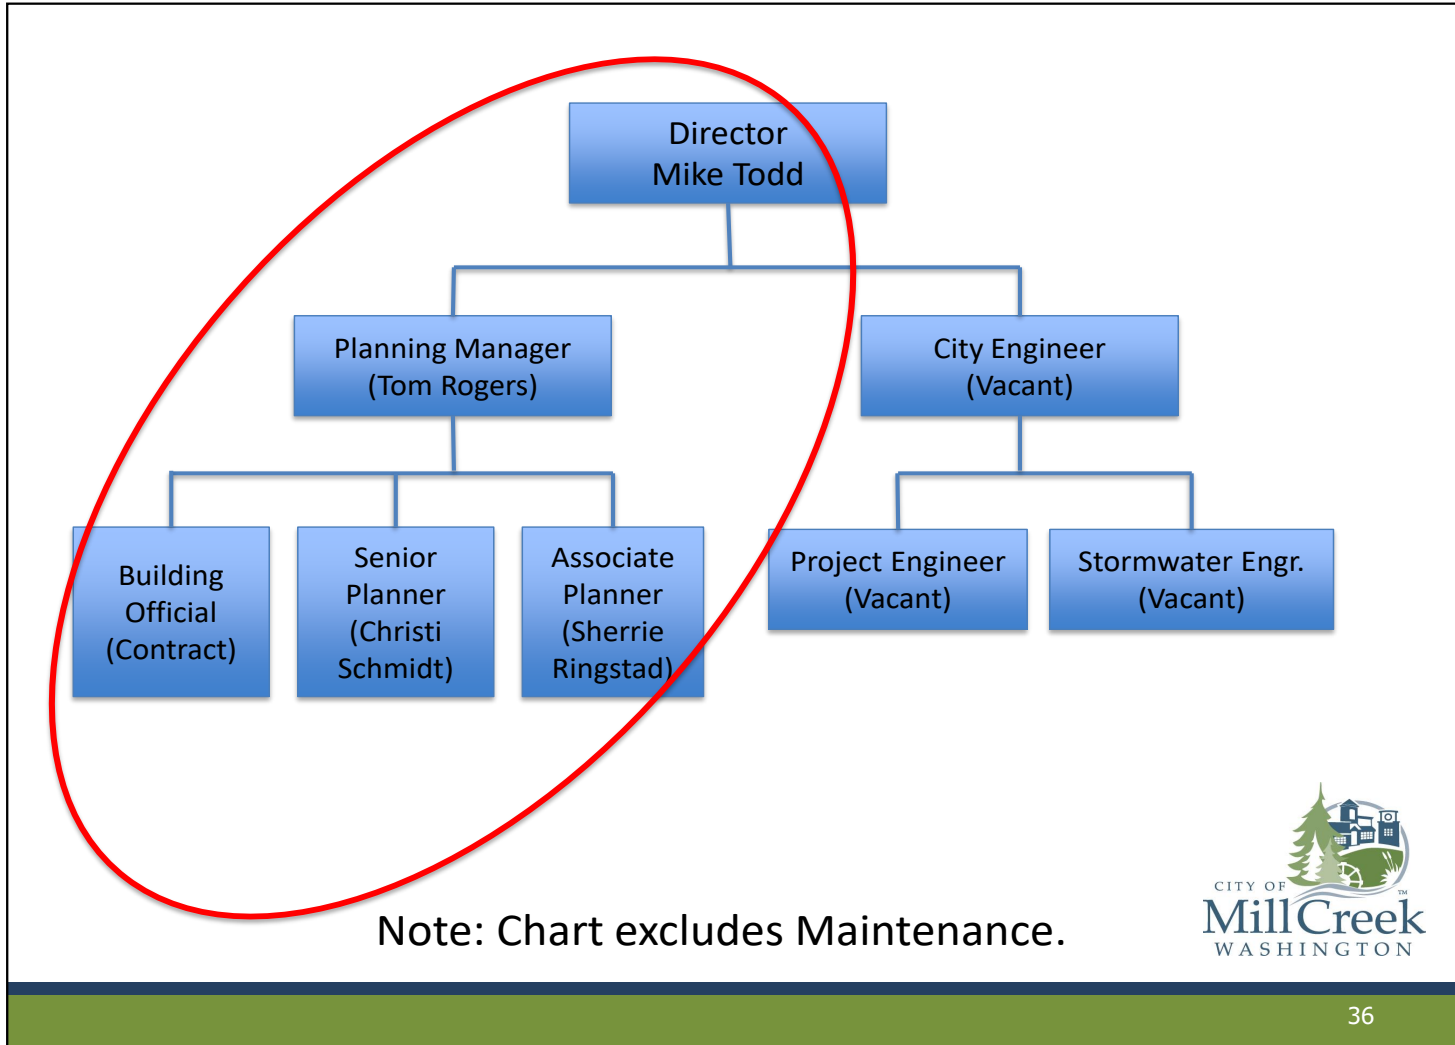 Director
Mike Todd
Planning Manager
(Tom Rogers)
City Engineer
(Vacant)
Building
Official
(Contract)
Senior
Planner
(Christi
Schmidt)
Associate
Planner
(Sherrie
Ringstad)
Project Engineer
(Vacant)
Stormwater Engr.
(Vacant)
Note: Chart excludes Maintenance.
CITY OF
Mill Creek™
WASHINGTON
36